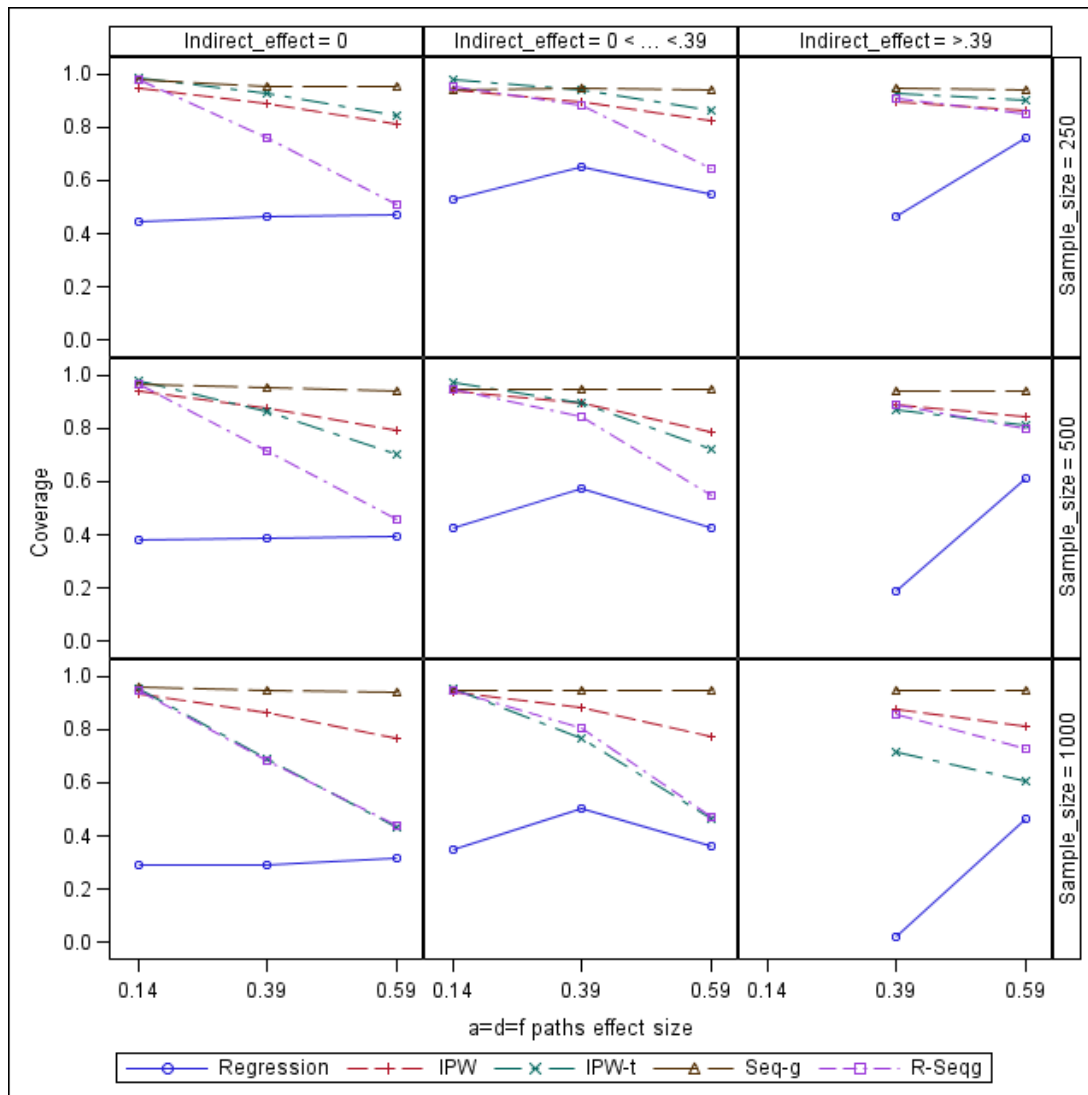 Indirect_effect = 0
Indirect_effect = 0 < ... <.39
Indirect_effect = >.39
1.0
0.8
0.6
0.4
0.2
0.0
Sample_size = 250
1.0
0.8
0.6
0.4
0.2
0.0
Coverage
Sample_size = 500
1.0
0.8
0.6
0.4
0.2
0.0
Sample_size = 1000
0.14 0.39 0.59 0.14 0.39 0.59 0.14 0.39 0.59
a=d=f paths effect size
Regression IPW IPW-t Seq-g R-Seqg